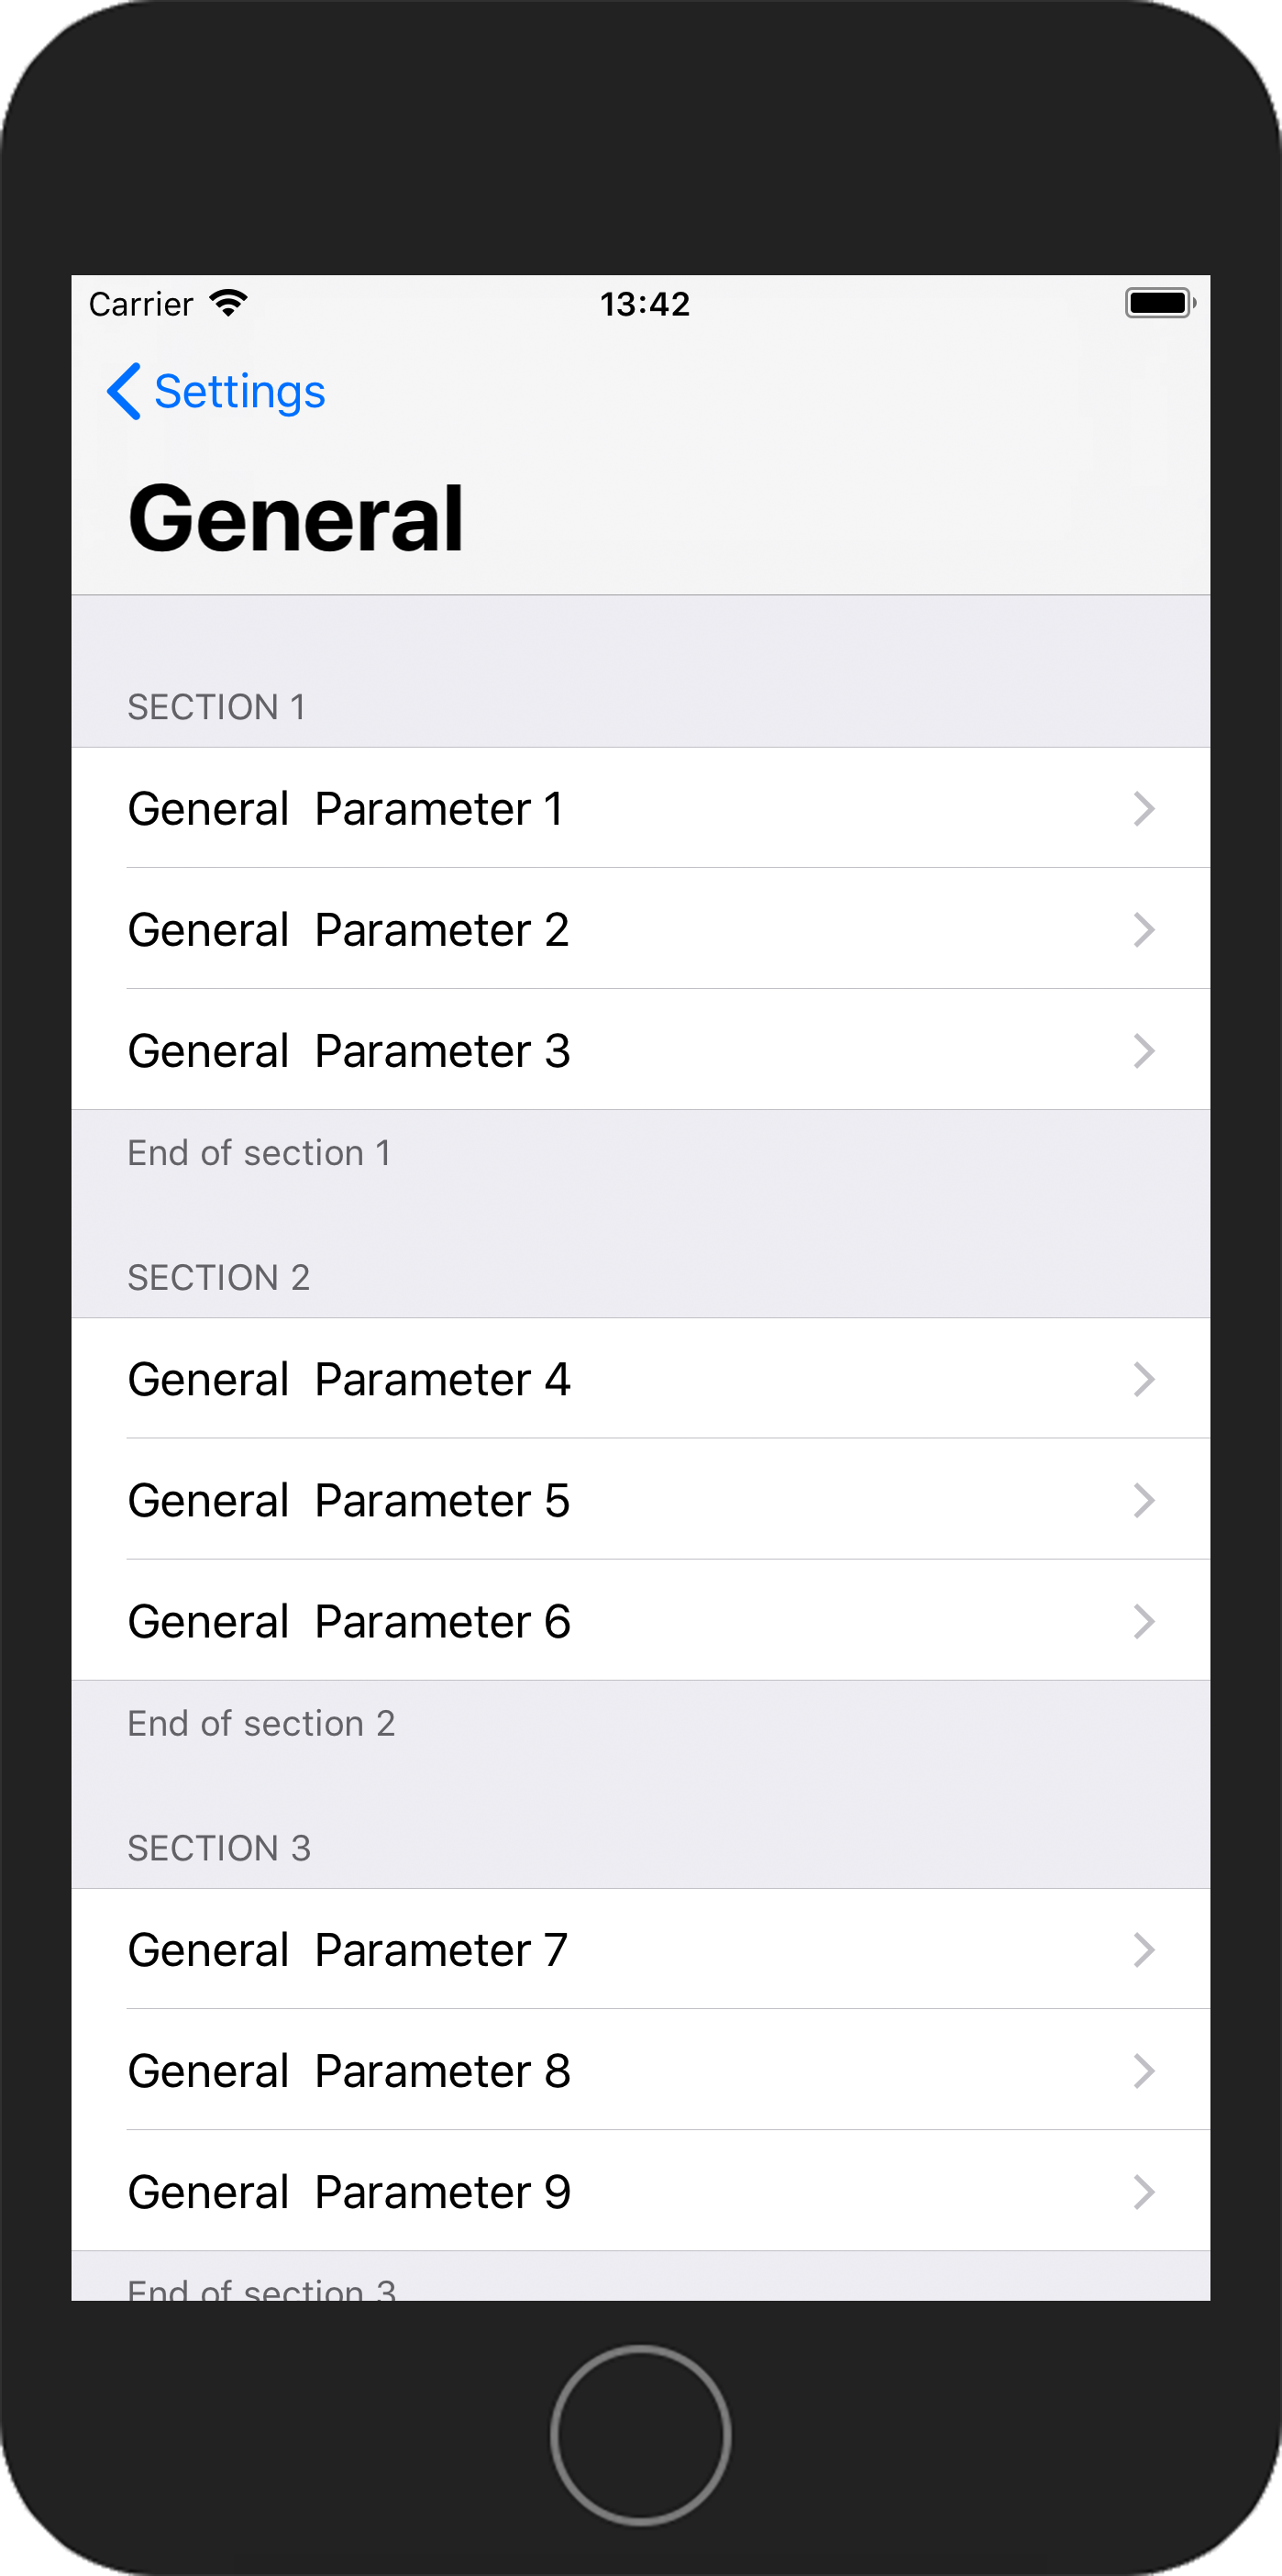 Carrier 13:42
Settings
General
SECTION 1
General  Parameter 1
General  Parameter 2
General  Parameter 3
End of section 1
SECTION 2
General  Parameter 4
General  Parameter 5
General  Parameter 6
End of section 2
SECTION 3
General  Parameter 7
General  Parameter 8
General  Parameter 9
End of section 3